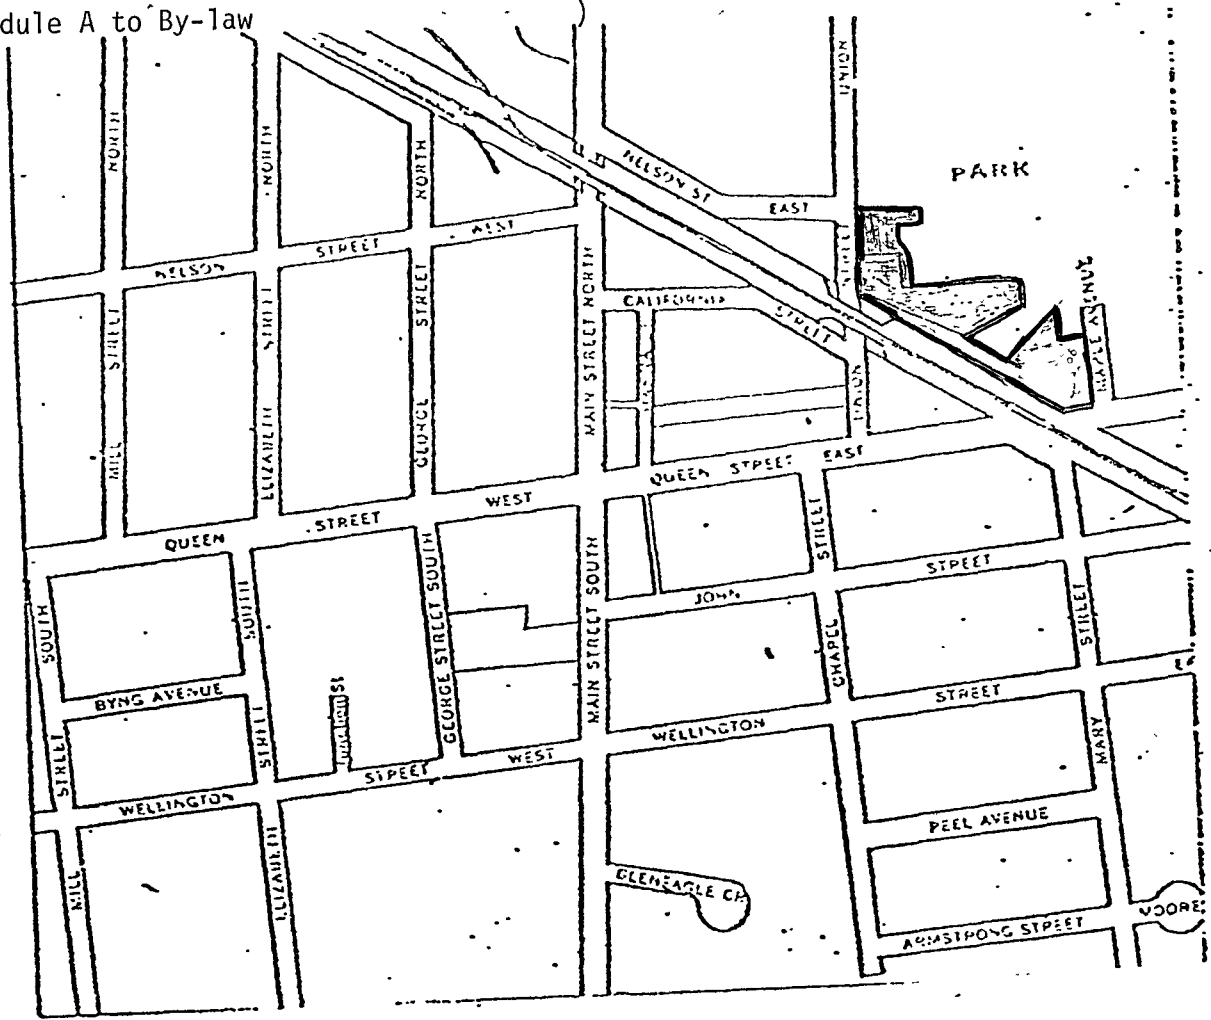 dule A to By-law
UNION
NORTH
NORTH
NORTH
NELSON ST
EAST
PARK
STREET
NELSON
STREET
WEST
CALIFORNIA
STREET
MILL
STREET
ELIZABETH
STREET
GEORGE
STREET
MAIN STREET NORTH
UNION
MAPLE AVENUE
QUEEN STREET EAST
QUEEN
STREET
WEST
SOUTH
SOUTH
GEORGE STREET SOUTH
MAIN STREET SOUTH
STREET
JOHN
STREET
STREET
CHAPEL
BYNG AVENUE
STREET
STREET
WELLINGTON
STREET
WEST
WELLINGTON
STREET
MARY
MILL
ELIZABETH
PEEL AVENUE
GLENEAGLE CR.
ARMSTRONG STREET
MOORE